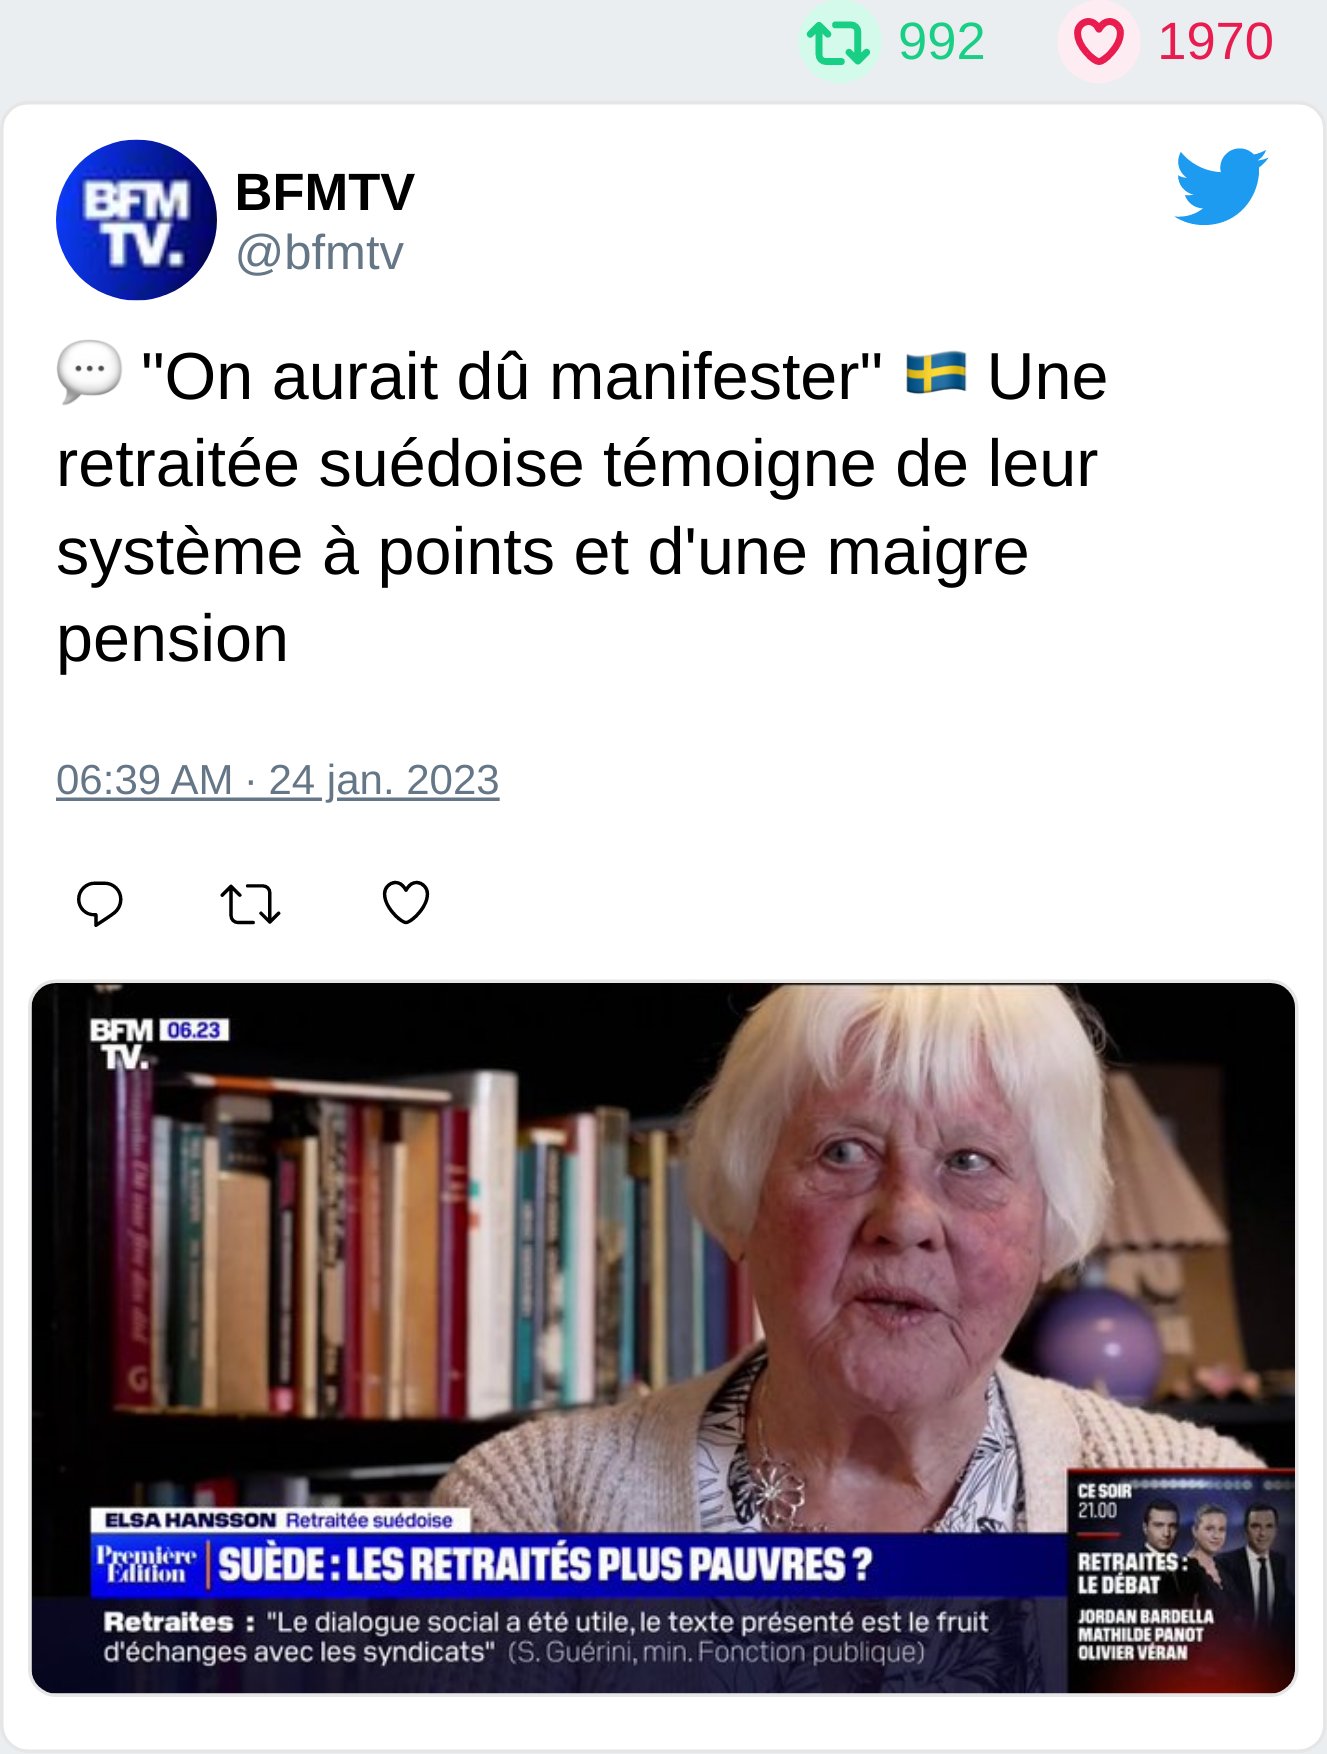 992 1970
BFM
TV.
BFMTV
@bfmtv
💬 "On aurait dû manifester" 🇸🇪 Une
retraitée suédoise témoigne de leur
système à points et d'une maigre
pension
06:39 AM · 24 jan. 2023
BFM 06.23
TV.
ELSA HANSSON Retraitée suédoise
Première
Édition
SUÈDE : LES RETRAITÉS PLUS PAUVRES ?
Retraites : "Le dialogue social a été utile, le texte présenté est le fruit
d'échanges avec les syndicats" (S. Guérini, min. Fonction publique)
CE SOIR
21.00
RETRAITES :
LE DÉBAT
JORDAN BARDELLA
MATHILDE PANOT
OLIVIER VÉRAN